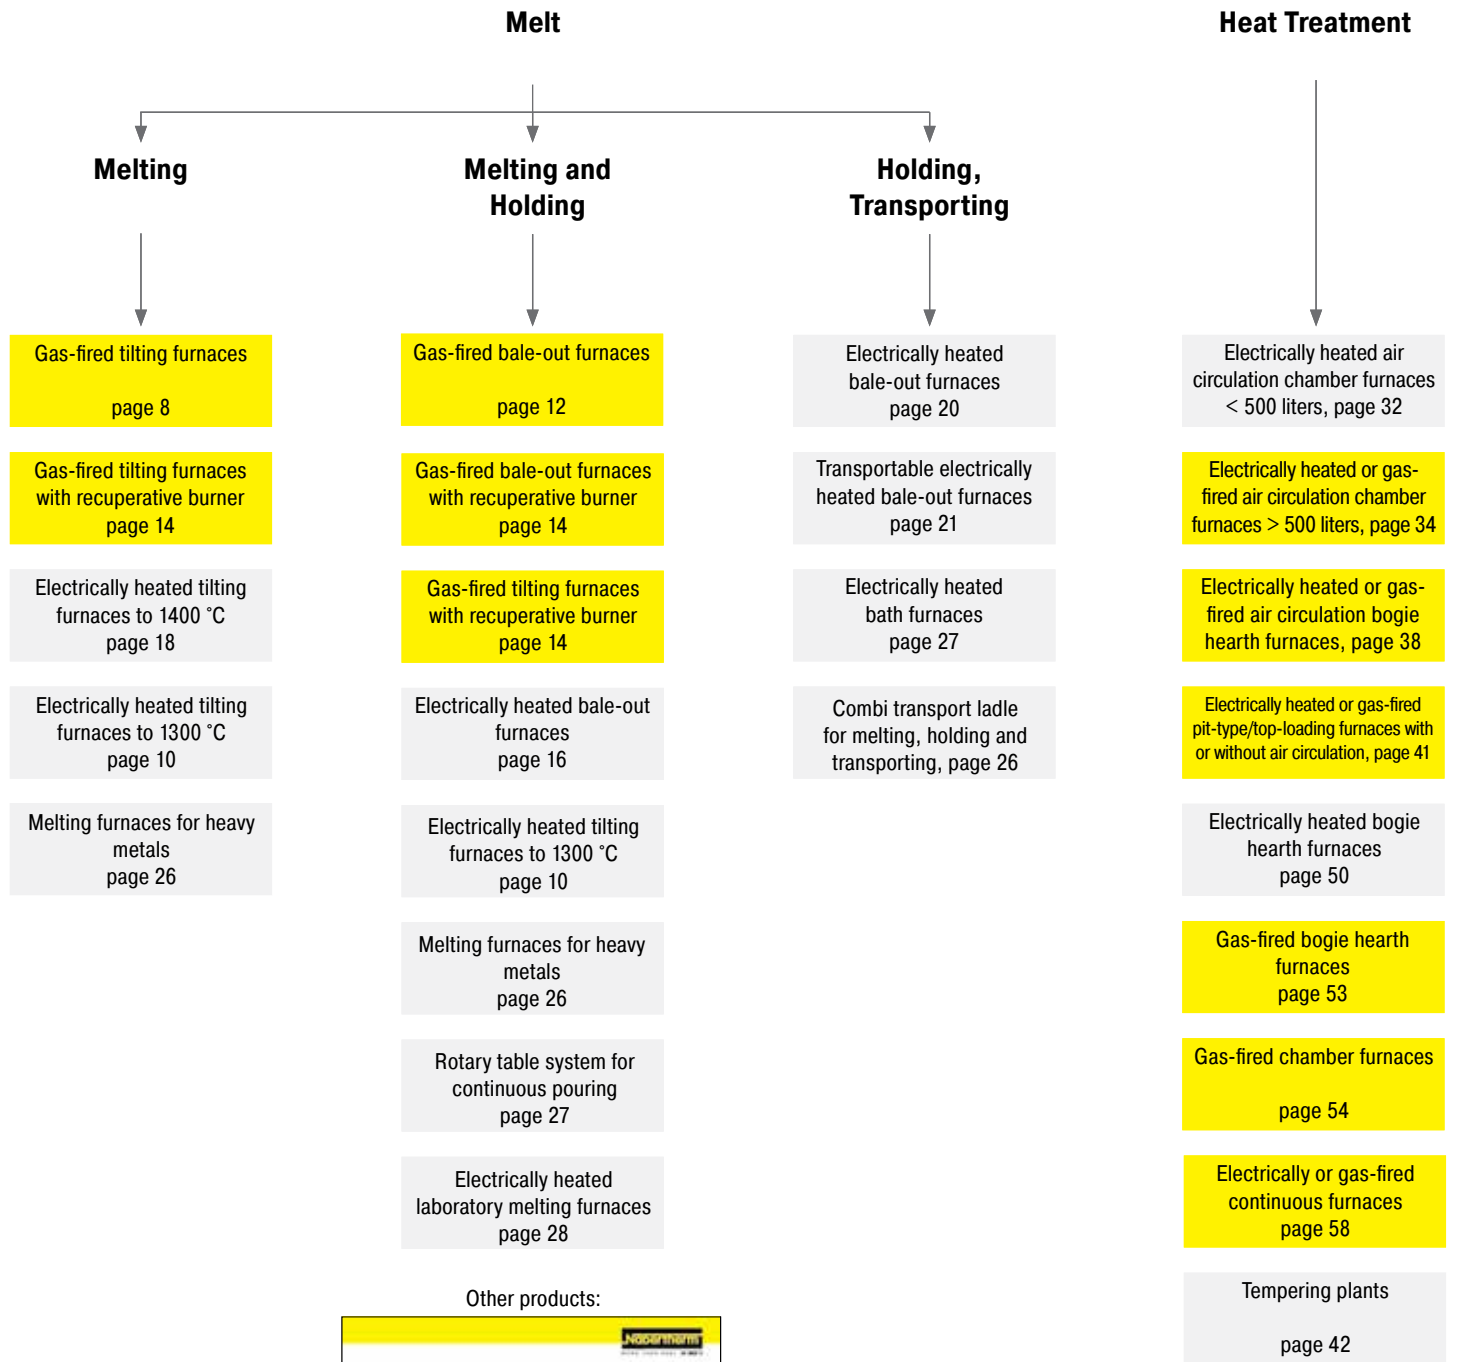 Melt
Heat Treatment
Melting
Melting and
Holding
Holding,
Transporting
Gas-fired tilting furnaces
page 8
Gas-fired tilting furnaces
with recuperative burner
page 14
Electrically heated tilting
furnaces to 1400 °C
page 18
Electrically heated tilting
furnaces to 1300 °C
page 10
Melting furnaces for heavy
metals
page 26
Gas-fired bale-out furnaces
page 12
Gas-fired bale-out furnaces
with recuperative burner
page 14
Gas-fired tilting furnaces
with recuperative burner
page 14
Electrically heated bale-out
furnaces
page 16
Electrically heated tilting
furnaces to 1300 °C
page 10
Melting furnaces for heavy
metals
page 26
Rotary table system for
continuous pouring
page 27
Electrically heated
laboratory melting furnaces
page 28
Other products:
Nabertherm
Electrically heated
bale-out furnaces
page 20
Transportable electrically
heated bale-out furnaces
page 21
Electrically heated
bath furnaces
page 27
Combi transport ladle
for melting, holding and
transporting, page 26
Electrically heated air
circulation chamber furnaces
< 500 liters, page 32
Electrically heated or gas-
fired air circulation chamber
furnaces > 500 liters, page 34
Electrically heated or gas-
fired air circulation bogie
hearth furnaces, page 38
Electrically heated or gas-fired
pit-type/top-loading furnaces with
or without air circulation, page 41
Electrically heated bogie
hearth furnaces
page 50
Gas-fired bogie hearth
furnaces
page 53
Gas-fired chamber furnaces
page 54
Electrically or gas-fired
continuous furnaces
page 58
Tempering plants
page 42